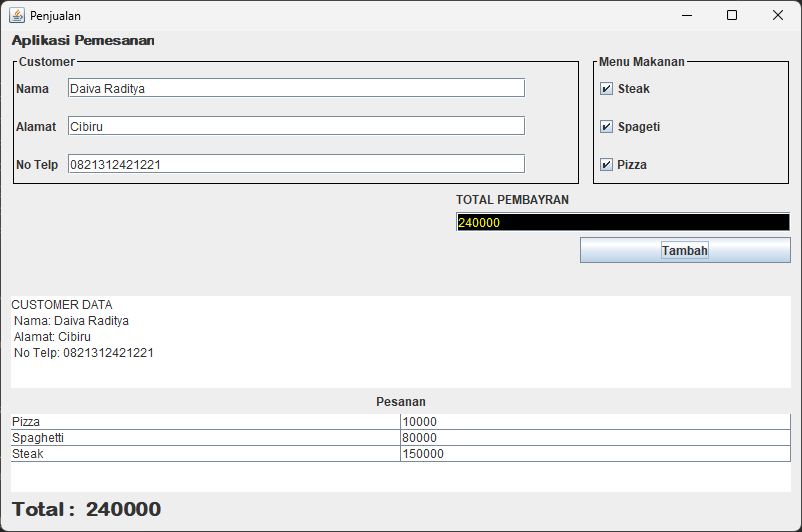 Penjualan
Aplikasi Pemesanan
Customer
Nama Daiva Raditya
Alamat Cibiru
No Telp 0821312421221
Menu Makanan
Steak
Spageti
Pizza
TOTAL PEMBAYRAN
240000
Tambah
CUSTOMER DATA
Nama: Daiva Raditya
Alamat: Cibiru
No Telp: 0821312421221
Pesanan
Pizza 10000
Spaghetti 80000
Steak 150000
Total : 240000